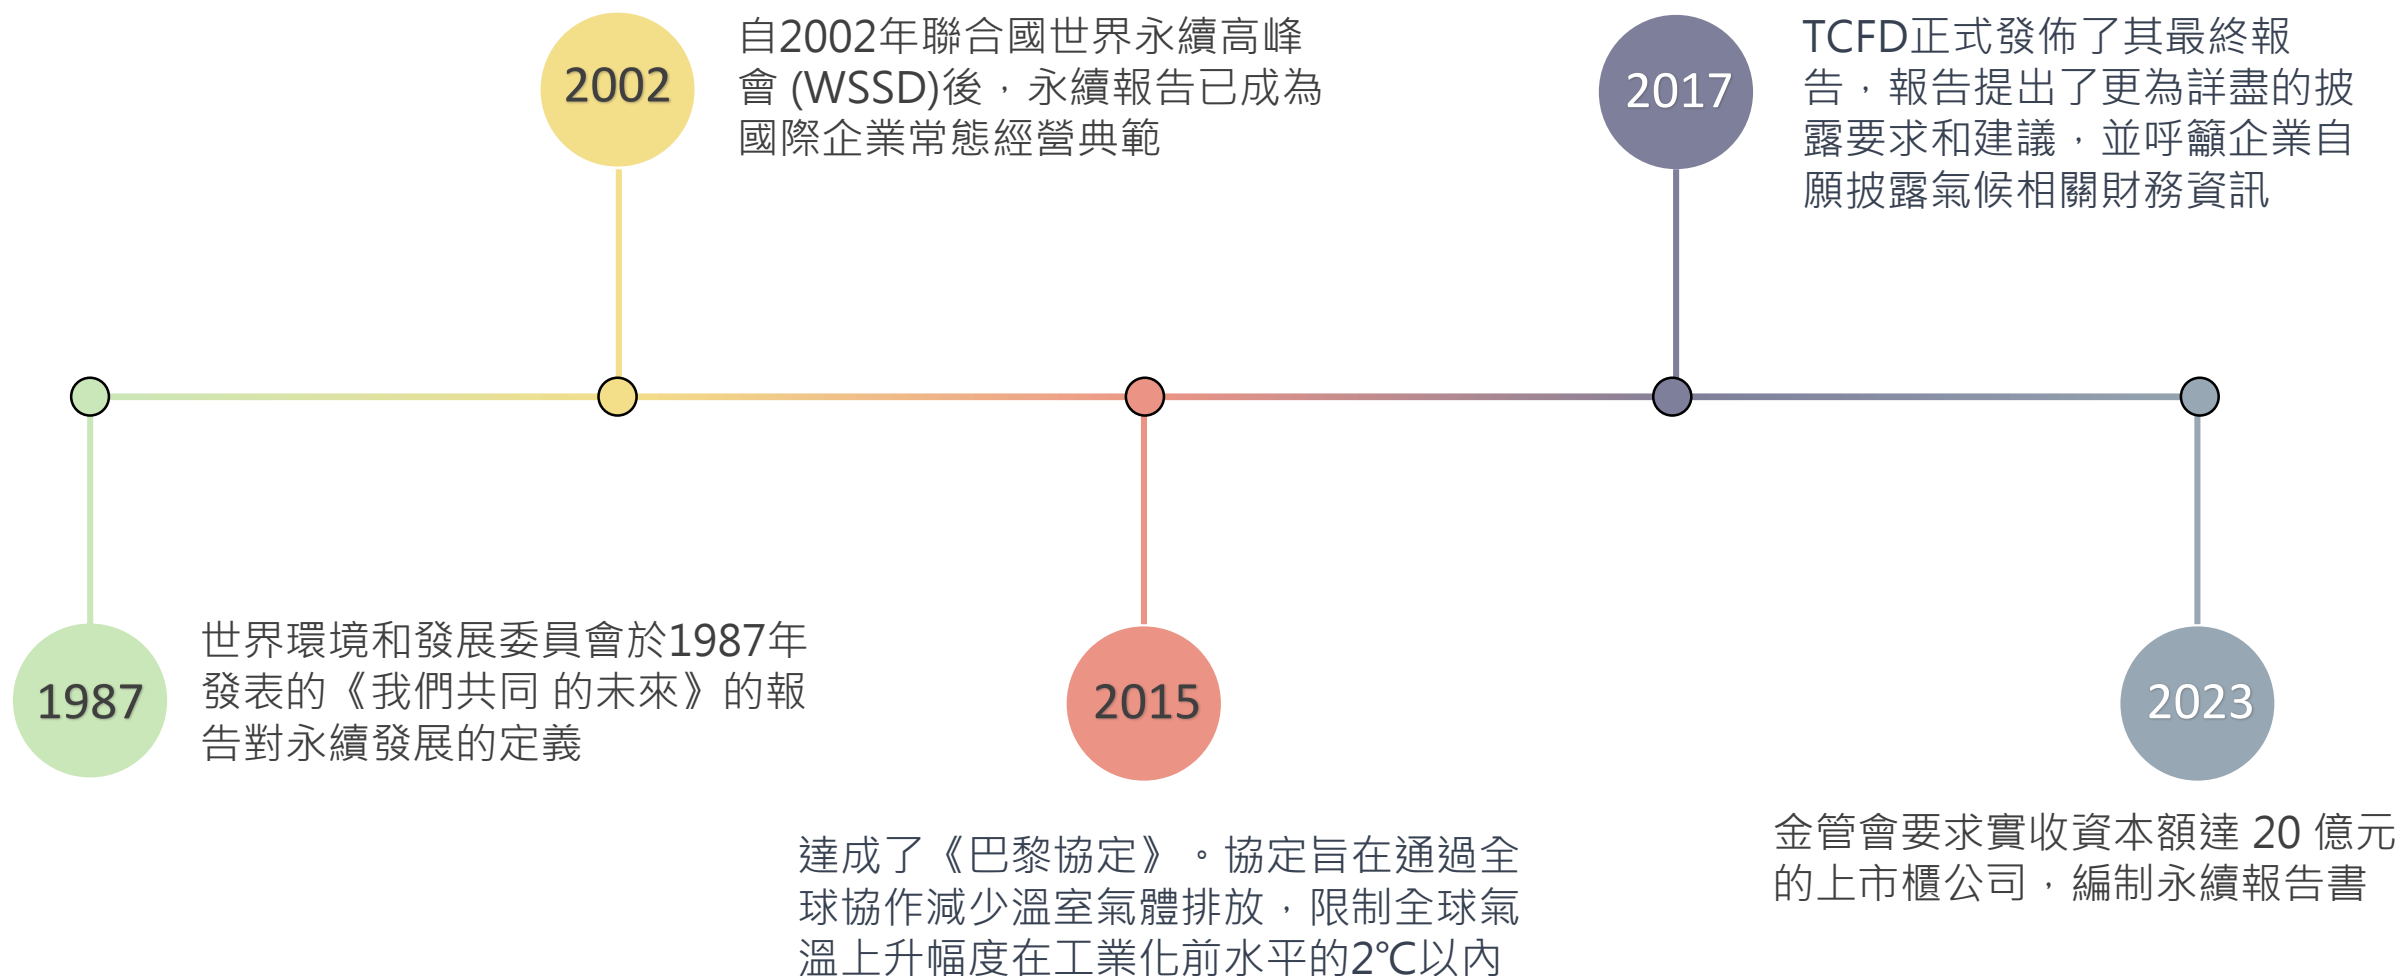 2002
自2002年聯合國世界永續高峰
會 (WSSD)後，永續報告已成為
國際企業常態經營典範
2017
TCFD正式發佈了其最終報
告，報告提出了更為詳盡的披
露要求和建議，並呼籲企業自
願披露氣候相關財務資訊
1987
世界環境和發展委員會於1987年
發表的《我們共同 的未來》的報
告對永續發展的定義
2015
達成了《巴黎協定》。協定旨在通過全
球協作減少溫室氣體排放，限制全球氣
溫上升幅度在工業化前水平的2℃以內
2023
金管會要求實收資本額達 20 億元
的上市櫃公司，編制永續報告書